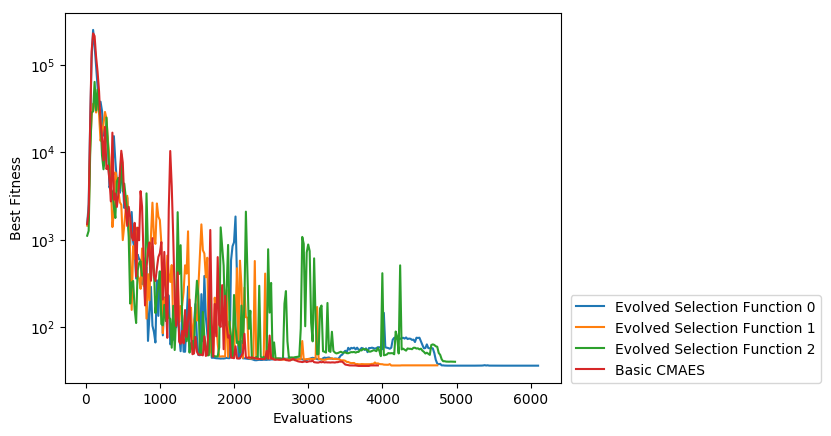 10^5
10^4
10^3
10^2
Best Fitness
0 1000 2000 3000 4000 5000 6000
Evaluations
Evolved Selection Function 0
Evolved Selection Function 1
Evolved Selection Function 2
Basic CMAES